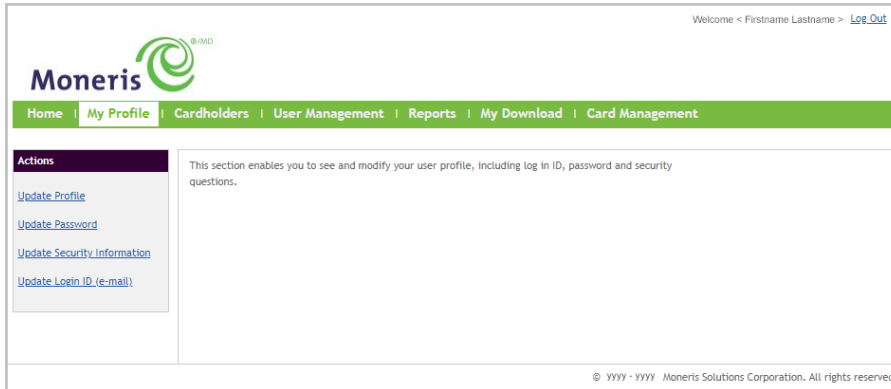 Welcome < Firstname Lastname > Log Out
®/MD
Moneris
Home | My Profile | Cardholders | User Management | Reports | My Download | Card Management
Actions
Update Profile
Update Password
Update Security Information
Update Login ID (e-mail)
This section enables you to see and modify your user profile, including log in ID, password and security
questions.
© yyyy - yyyy Moneris Solutions Corporation. All rights reserved